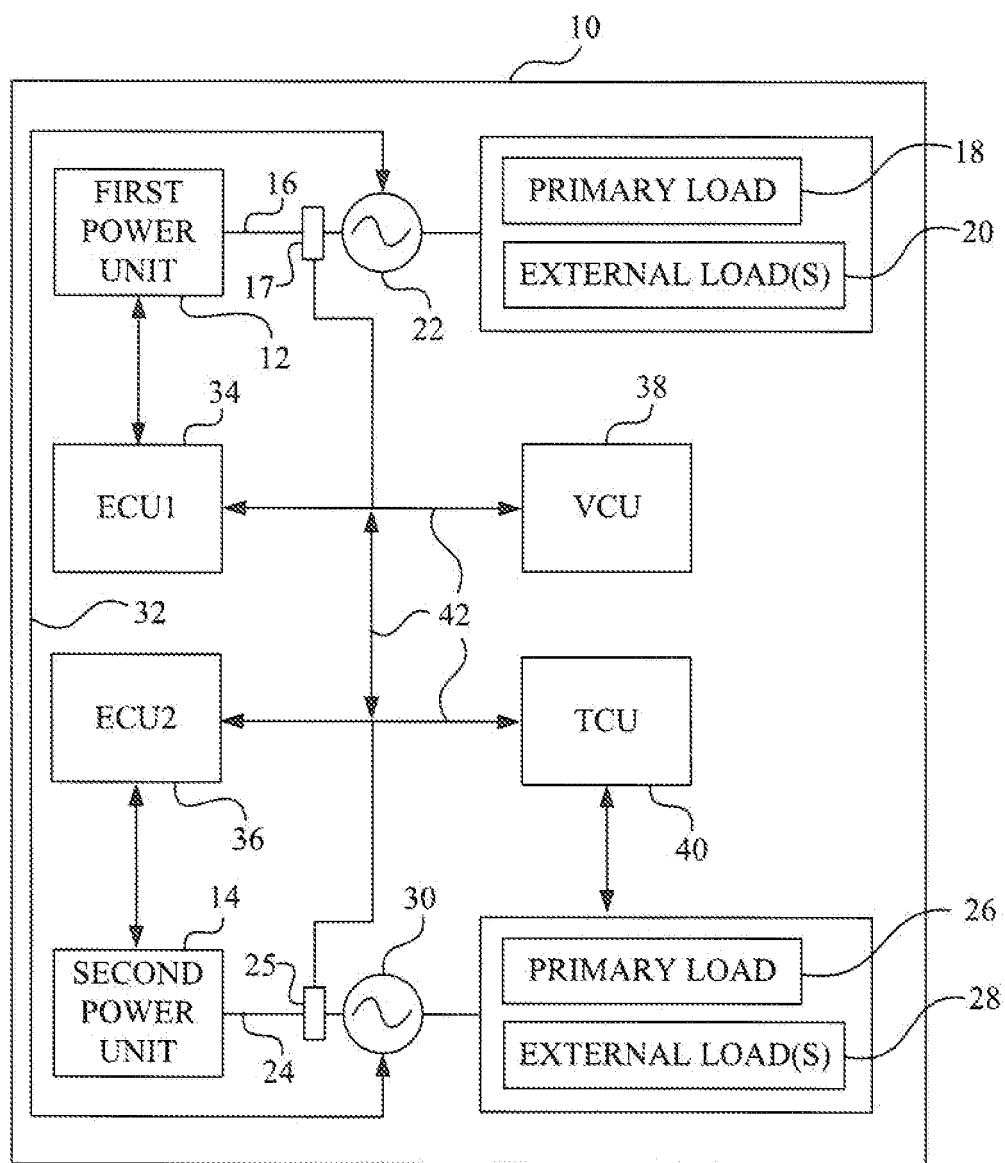 10
FIRST
POWER
UNIT
16
17
22
12
PRIMARY LOAD
18
EXTERNAL LOAD(S)
20
34
ECU1
38
VCU
32
42
ECU2
36
TCU
40
14
SECOND
POWER
UNIT
25
24
30
PRIMARY LOAD
26
EXTERNAL LOAD(S)
28